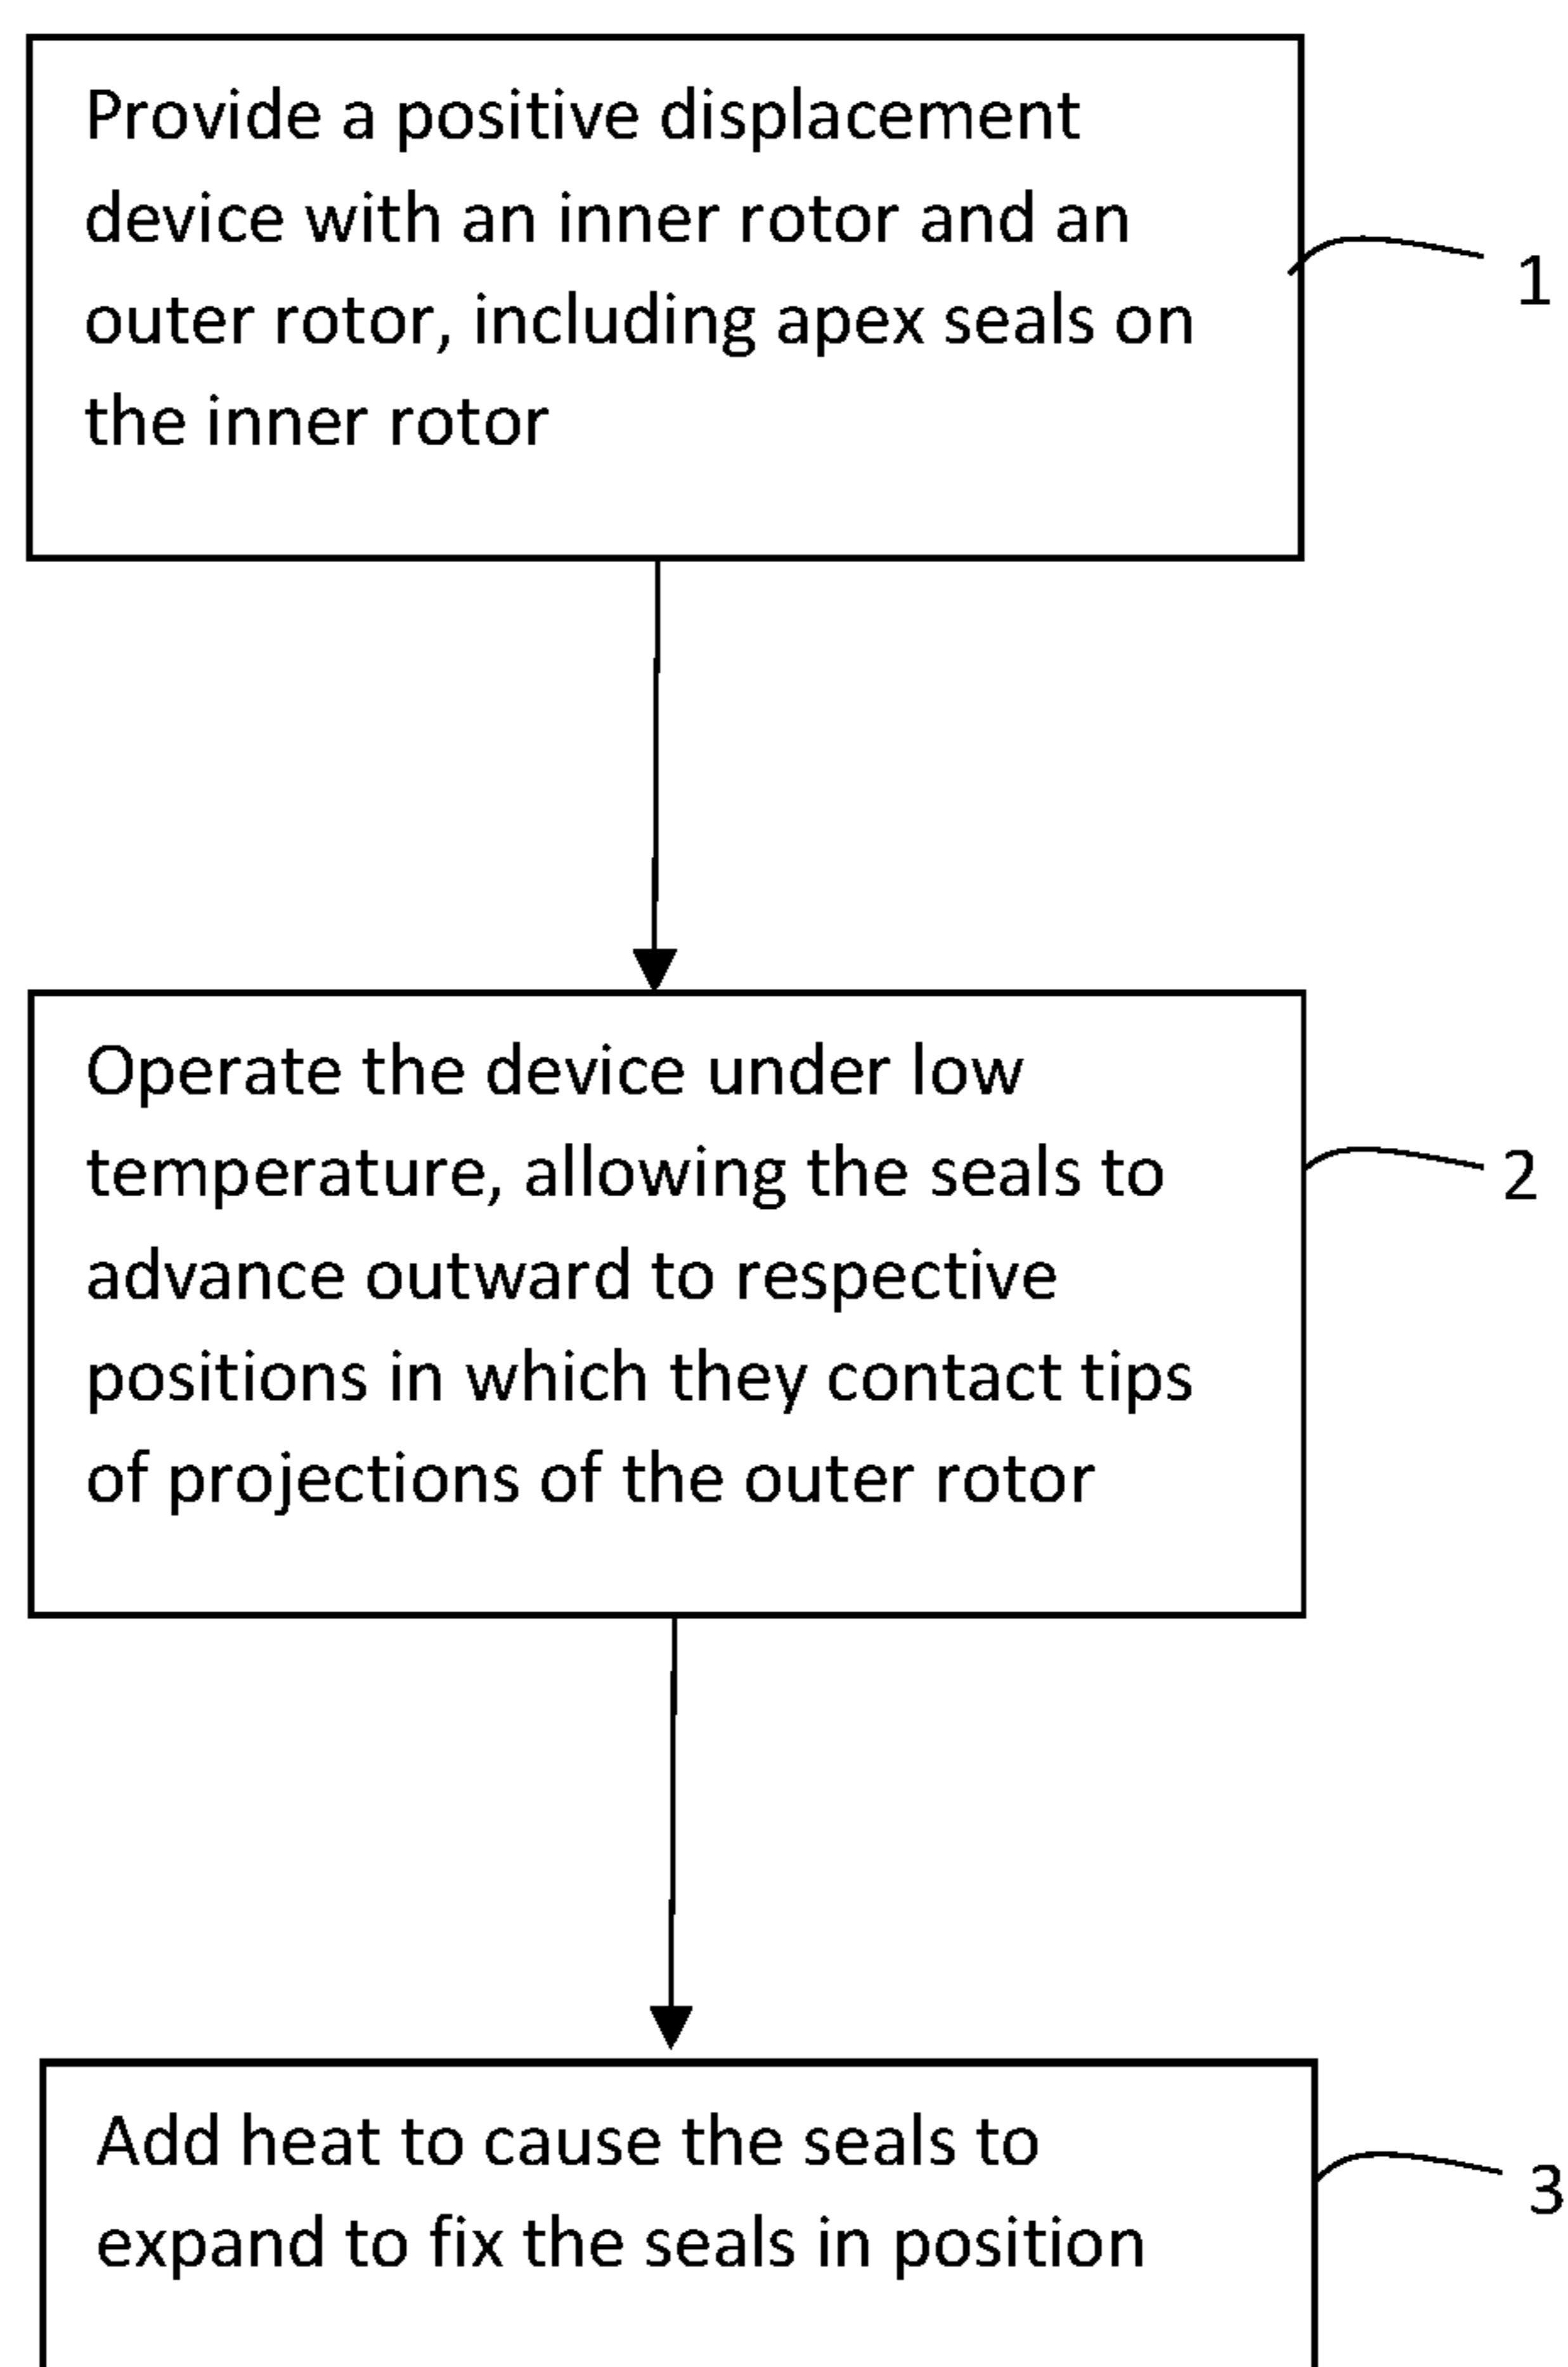 Provide a positive displacement
device with an inner rotor and an
outer rotor, including apex seals on
the inner rotor
1
Operate the device under low
temperature, allowing the seals to
advance outward to respective
positions in which they contact tips
of projections of the outer rotor
2
Add heat to cause the seals to
expand to fix the seals in position
3